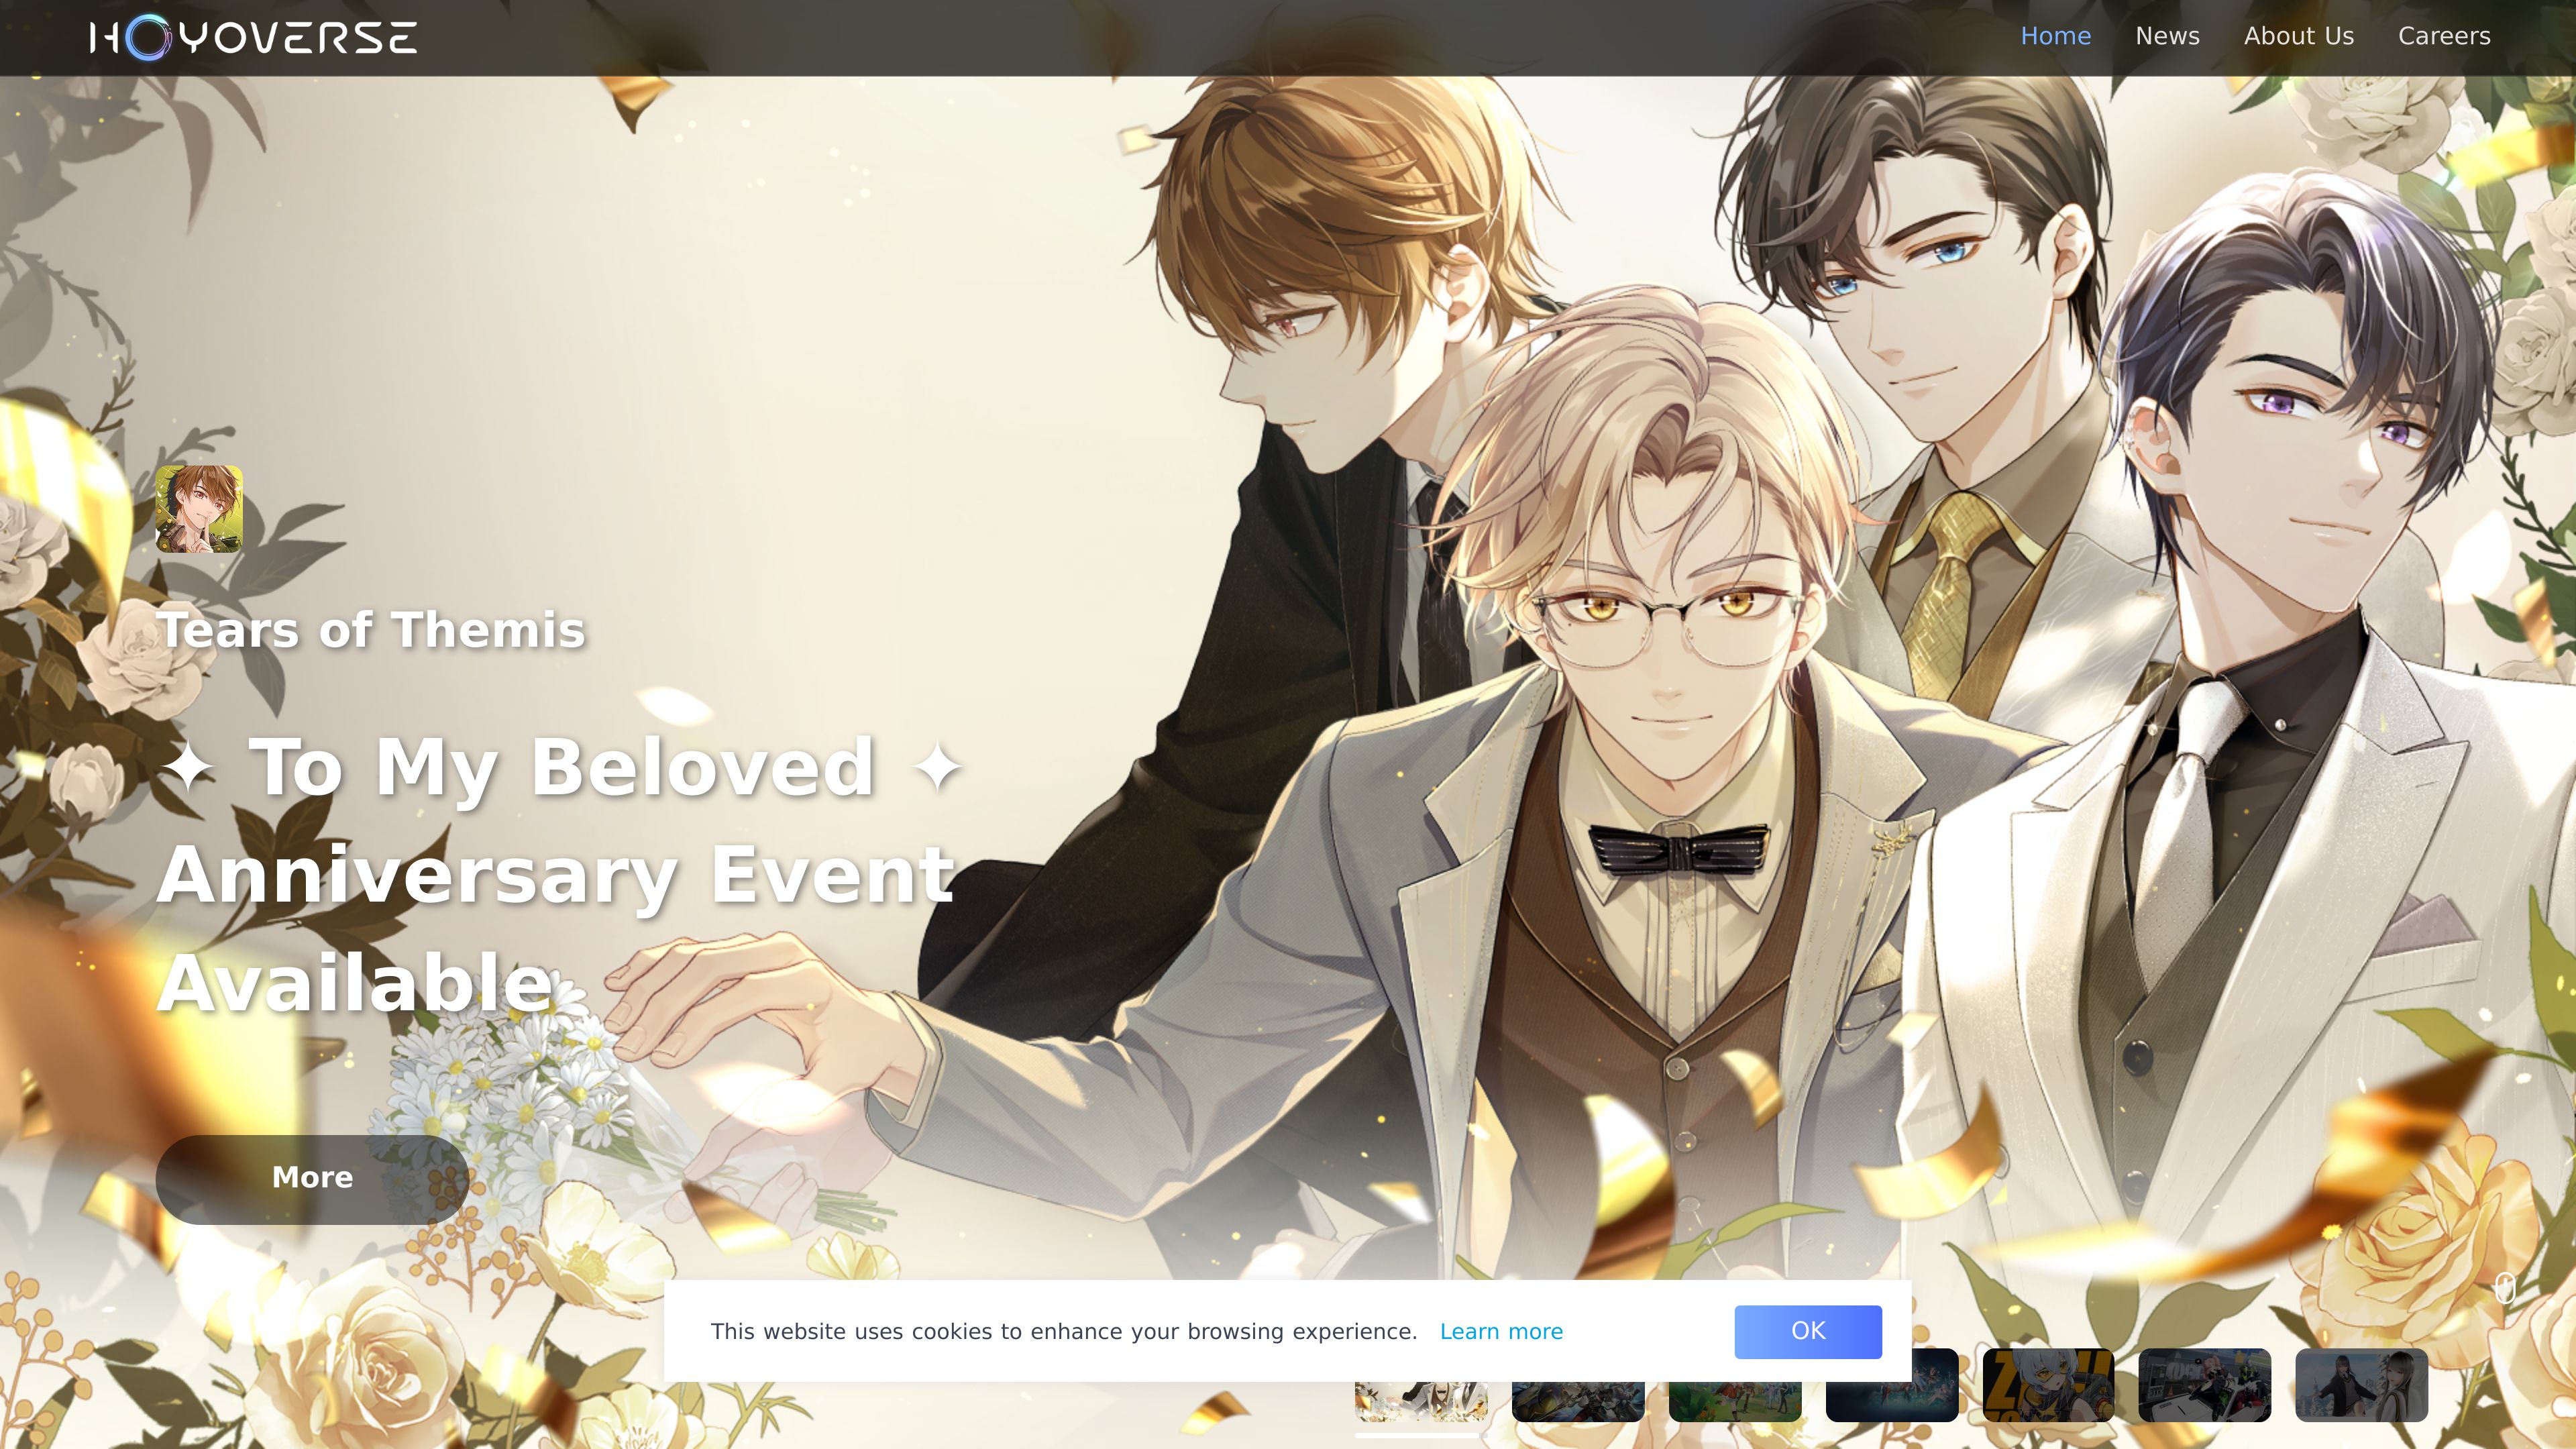 HOYOVERSE
Home
News
About Us
Careers
Tears of Themis
✦ To My Beloved ✦
Anniversary Event
Available
More
This website uses cookies to enhance your browsing experience. Learn more
OK